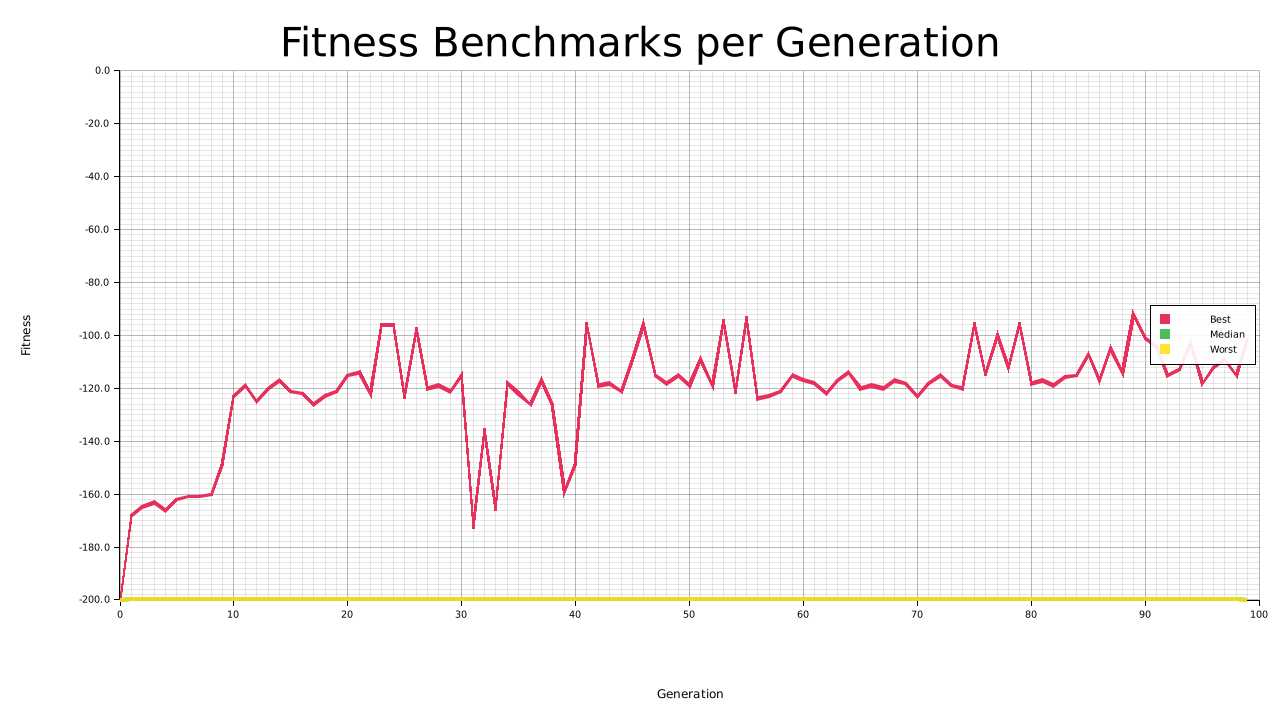 Fitness Benchmarks per Generation
0.0
-20.0
-40.0
-60.0
-80.0
-100.0
-120.0
-140.0
-160.0
-180.0
-200.0
Fitness
Best
Median
Worst
0 10 20 30 40 50 60 70 80 90 100
Generation